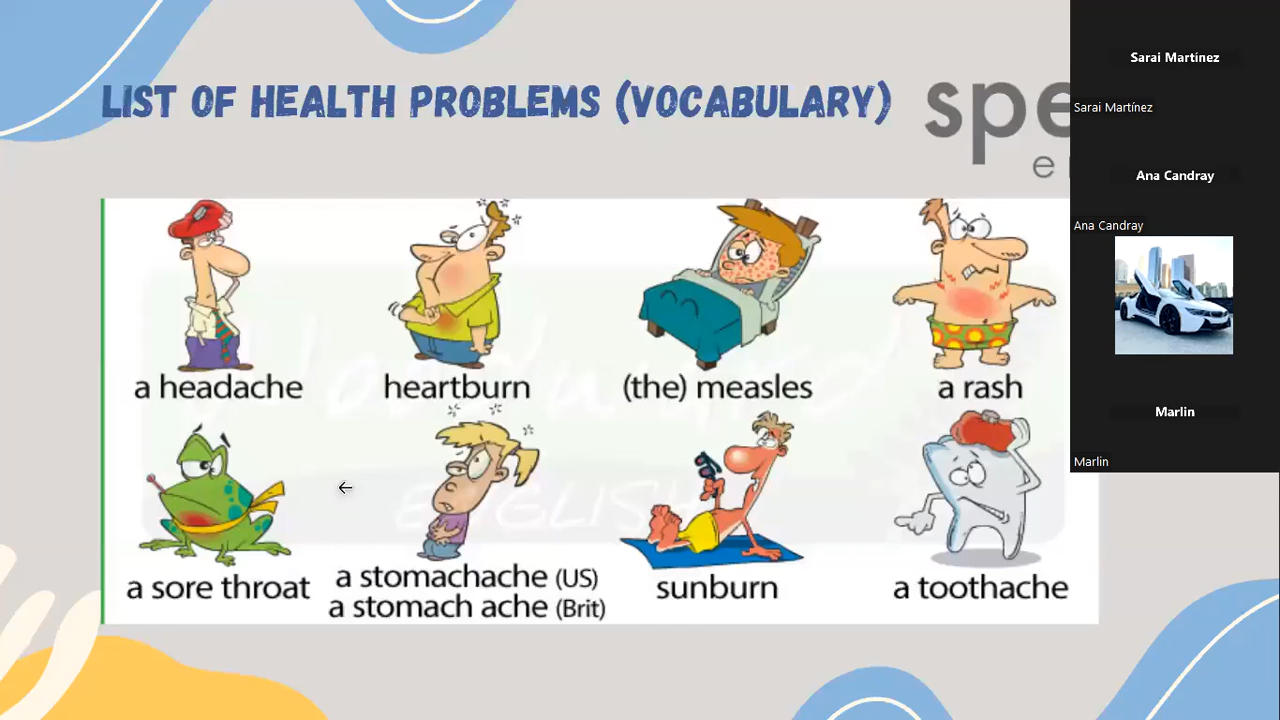 LIST OF HEALTH PROBLEMS (VOCABULARY)
spe
e
Sarai Martínez
Sarai Martínez
Ana Candray
Ana Candray
Marlin
Marlin
a headache
heartburn
(the) measles
a rash
ENGLISH
a sore throat
a stomachache (US)
a stomach ache (Brit)
sunburn
a toothache